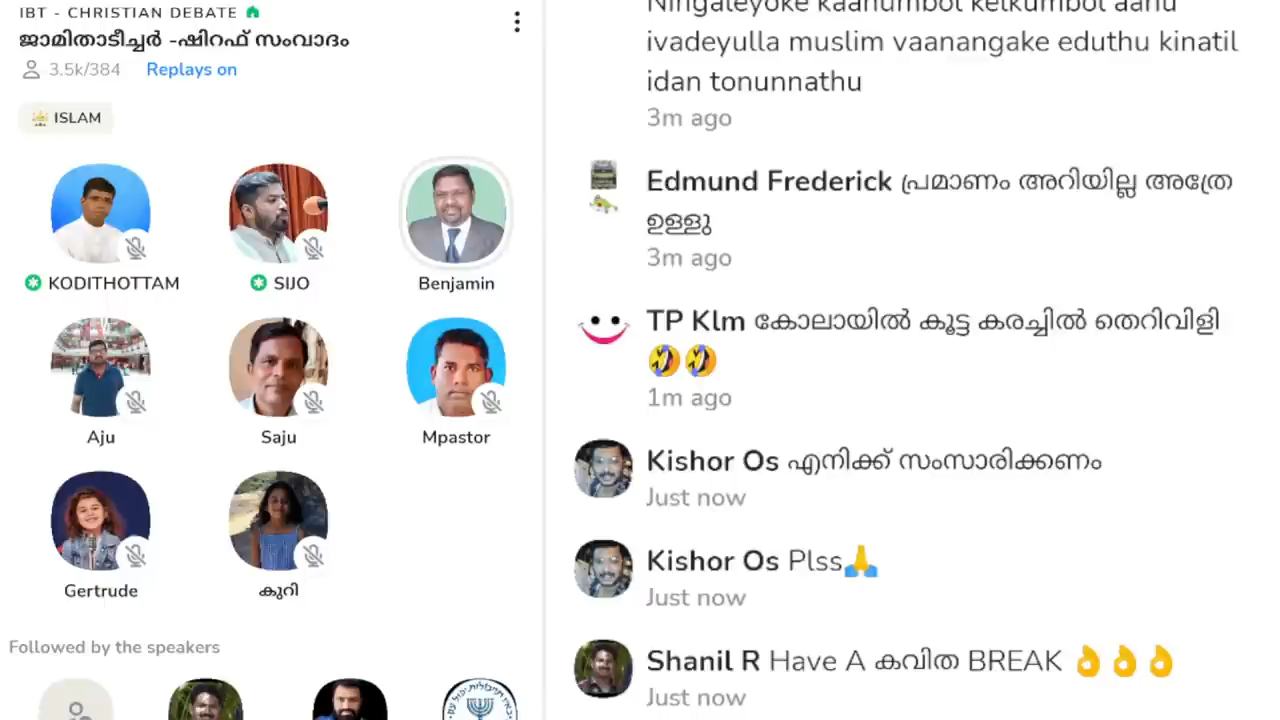 IBT - CHRISTIAN DEBATE
ജാമിതാടീച്ചർ -ഷിറഫ് സംവാദം
3.5k/384 Replays on
ISLAM
KODITHOTTAM SIJO Benjamin
Aju Saju Mpastor
Gertrude കുറി
Followed by the speakers
Ningaleyoke kaanumbol kelkumbol aanu
ivadeyulla muslim vaanangake eduthu kinatil
idan tonunnathu
3m ago
Edmund Frederick പ്രമാണം അറിയില്ല അത്രേ
ഉള്ളു
3m ago
TP Klm കോലായിൽ കൂട്ട കരച്ചിൽ തെറിവിളി
🤣🤣
1m ago
Kishor Os എനിക്ക് സംസാരിക്കണം
Just now
Kishor Os Plss🙏
Just now
Shanil R Have A കവിത BREAK 👌👌👌
Just now